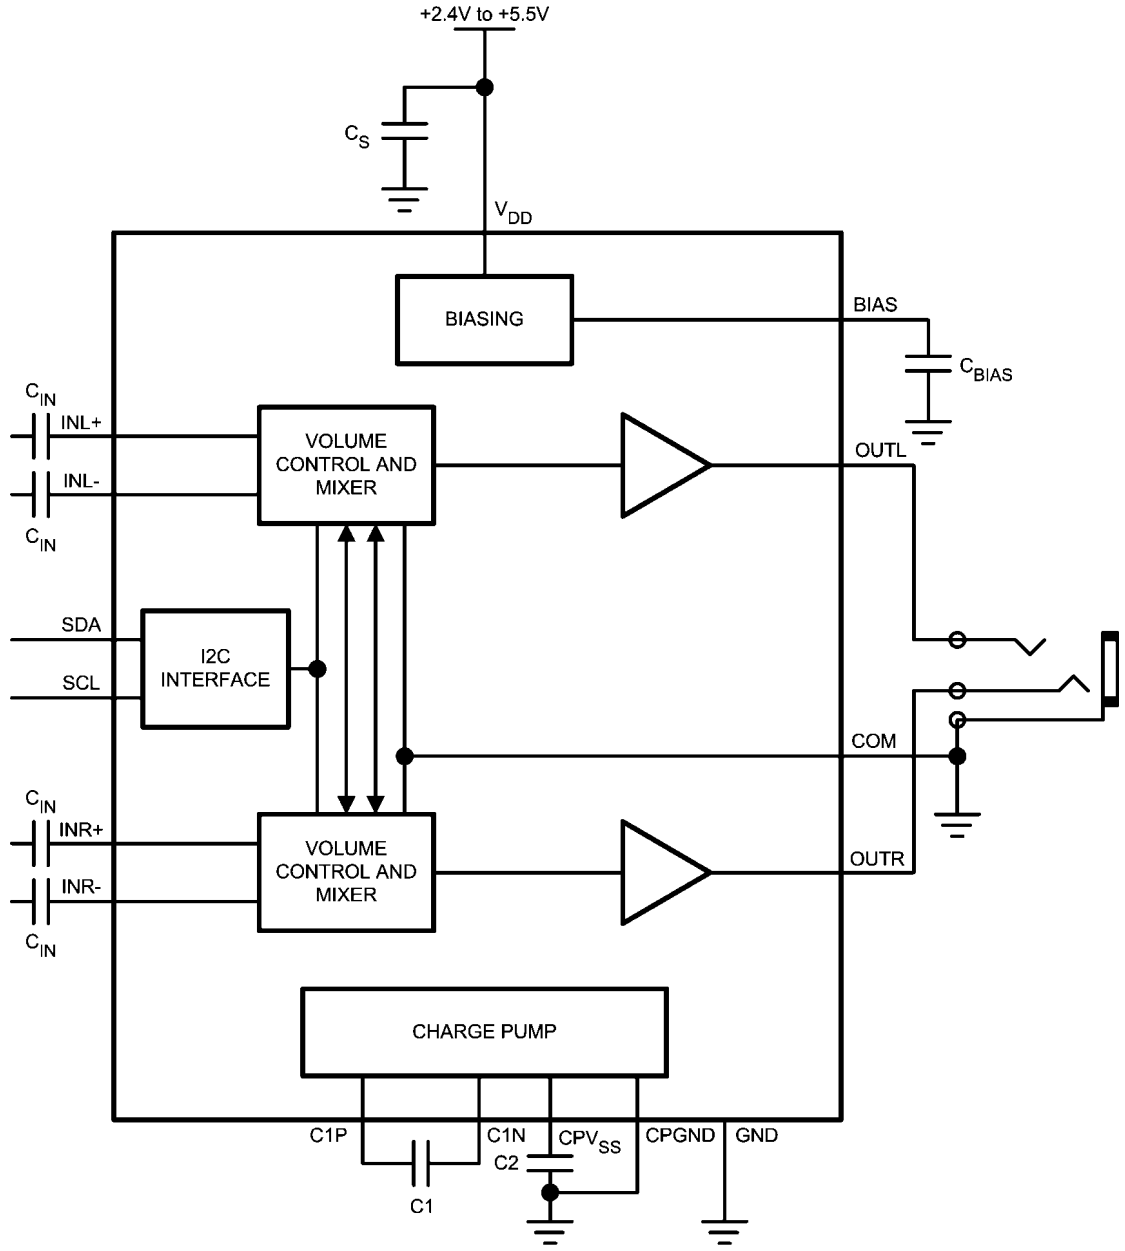 +2.4V to +5.5V
CS
VDD
BIASING
BIAS
CBIAS
CIN
INL+
INL-
CIN
VOLUME
CONTROL AND
MIXER
OUTL
SDA
SCL
I2C
INTERFACE
COM
CIN
INR+
INR-
CIN
VOLUME
CONTROL AND
MIXER
OUTR
CHARGE PUMP
C1P
C1N
CPVSS
CPGND
GND
C2
C1